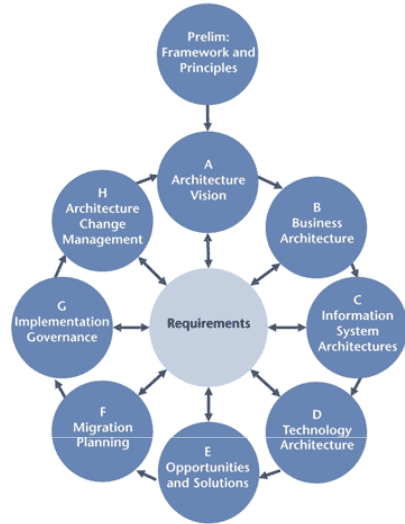 Prelim:
Framework and
Principles
A
Architecture
Vision
B
Business
Architecture
C
Information
System
Architectures
D
Technology
Architecture
E
Opportunities
and Solutions
F
Migration
Planning
G
Implementation
Governance
H
Architecture
Change
Management
Requirements